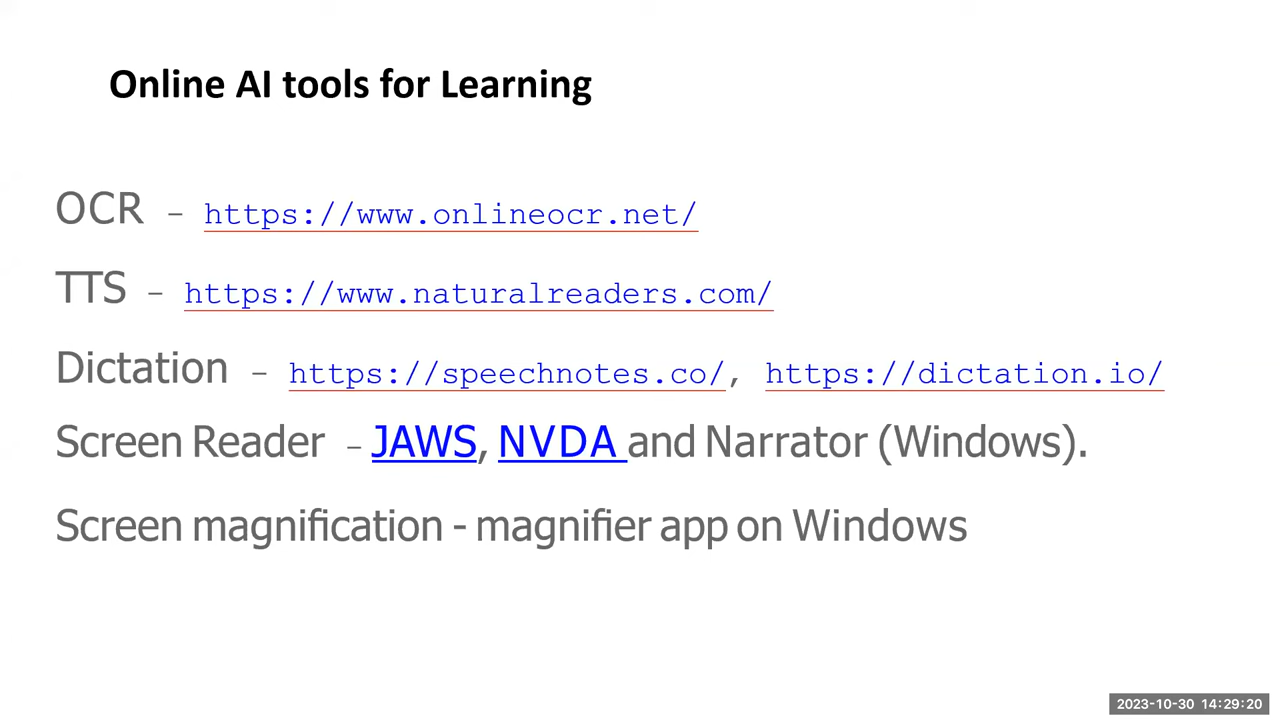 Online AI tools for Learning
OCR – https://www.onlineocr.net/
TTS – https://www.naturalreaders.com/
Dictation – https://speechnotes.co/, https://dictation.io/
Screen Reader – JAWS, NVDA and Narrator (Windows).
Screen magnification - magnifier app on Windows
2023-10-30 14:29:20